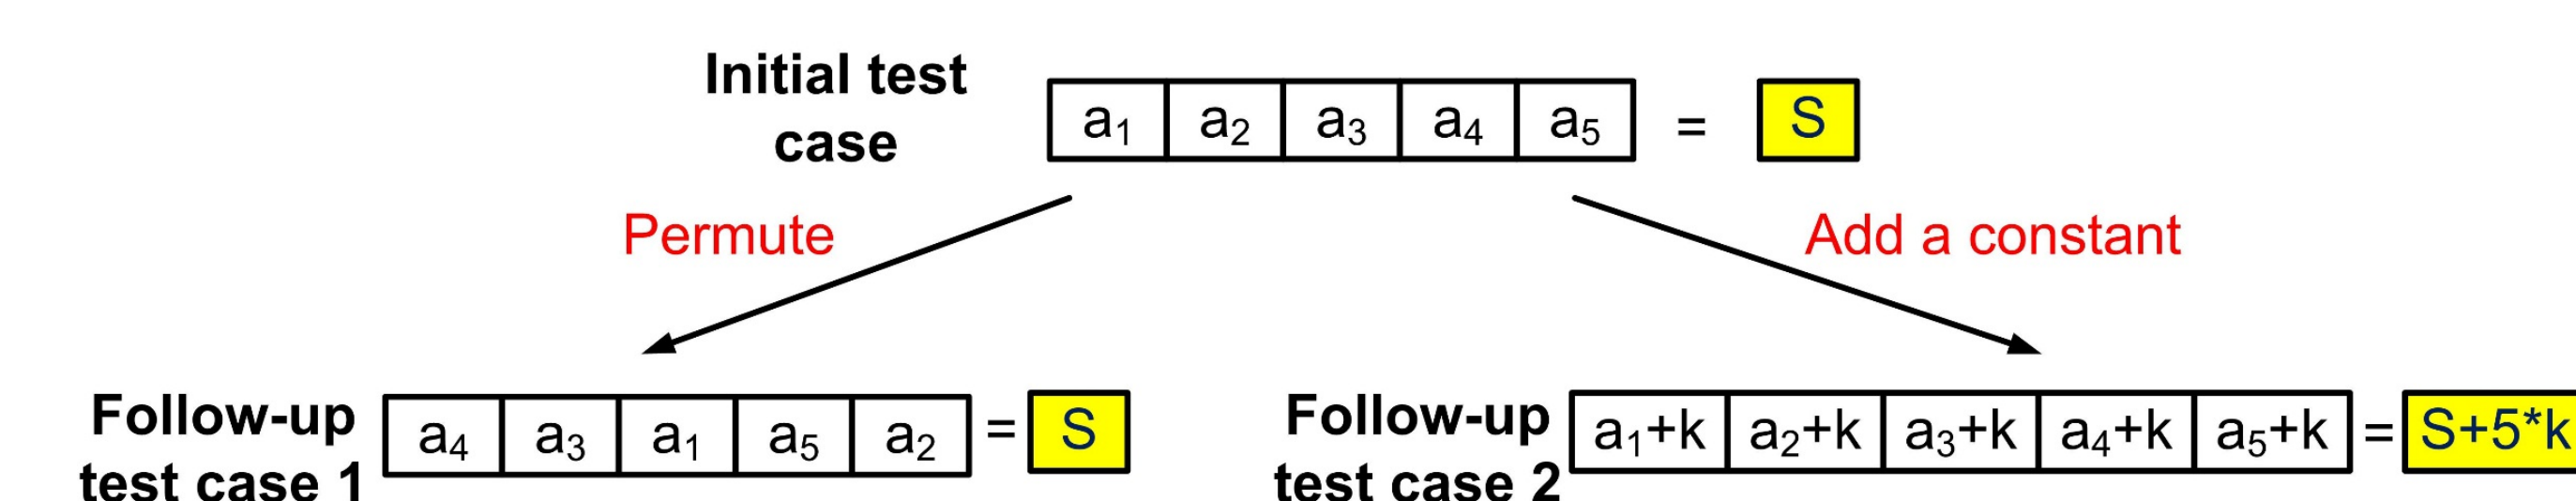 Initial test
case
a₁ a₂ a₃ a₄ a₅ = S
Permute
Add a constant
Follow-up
test case 1
a₄ a₃ a₁ a₅ a₂ = S
Follow-up
test case 2
a₁+k a₂+k a₃+k a₄+k a₅+k = S+5*k